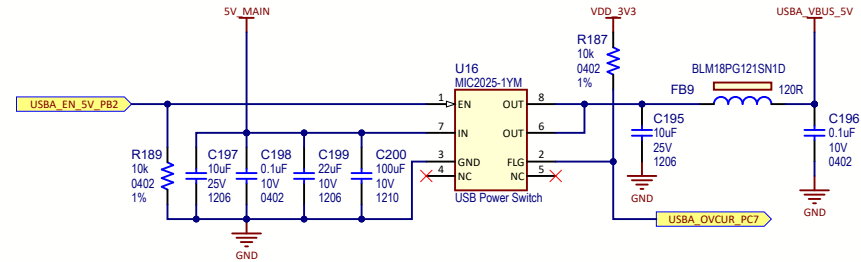 5V_MAIN
VDD_3V3
USBA_VBUS_5V
R187
10k
0402
1%
U16
MIC2025-1YM
BLM18PG121SN1D
FB9
120R
USBA_EN_5V_PB2
1
EN
OUT
8
7
IN
OUT
6
3
GND
FLG
2
4
NC
NC
5
USB Power Switch
R189
10k
0402
1%
C197
10uF
25V
1206
C198
0.1uF
10V
0402
C199
22uF
10V
1206
C200
100uF
10V
1210
C195
10uF
25V
1206
C196
0.1uF
10V
0402
GND
GND
GND
USBA_OVCUR_PC7